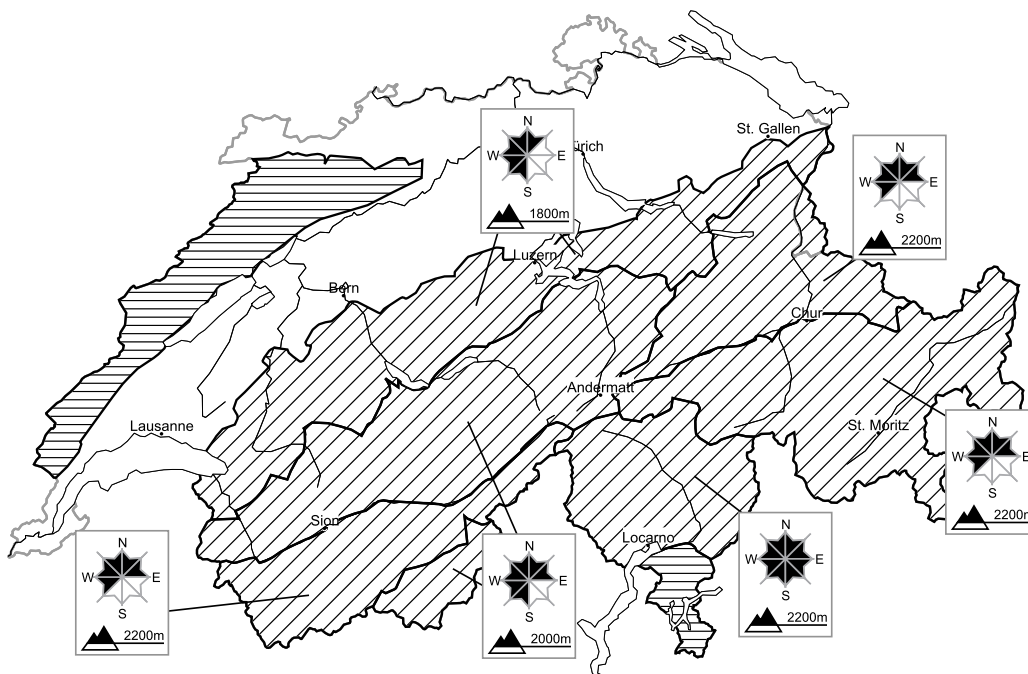 N
St. Gallen
W E
ürich
N
S
W E
1800m
S
2200m
Luzern
Bern
Chur
Andermatt
Lausanne
St. Moritz
N
W E
S
Sion
2200m
N
W E
S
2200m
Locarno
N
W E
S
2000m
N
W E
S
2200m